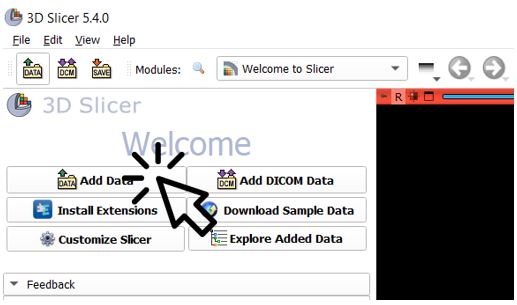 3D Slicer 5.4.0
File Edit View Help
DATA DCM SAVE Modules: Welcome to Slicer
3D Slicer
R
Welcome
DATA Add Data DCM Add DICOM Data
Install Extensions Download Sample Data
Customize Slicer Explore Added Data
Feedback